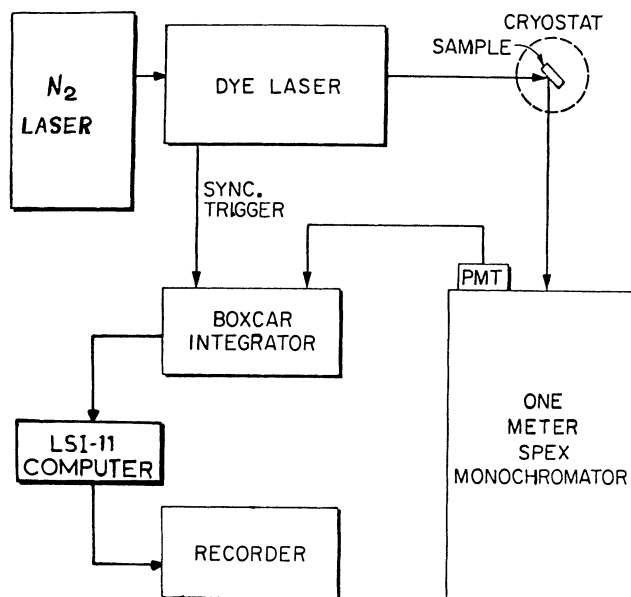 CRYOSTAT
SAMPLE
N2
LASER
DYE LASER
SYNC.
TRIGGER
PMT
BOXCAR
INTEGRATOR
ONE
METER
SPEX
MONOCHROMATOR
LSI-11
COMPUTER
RECORDER